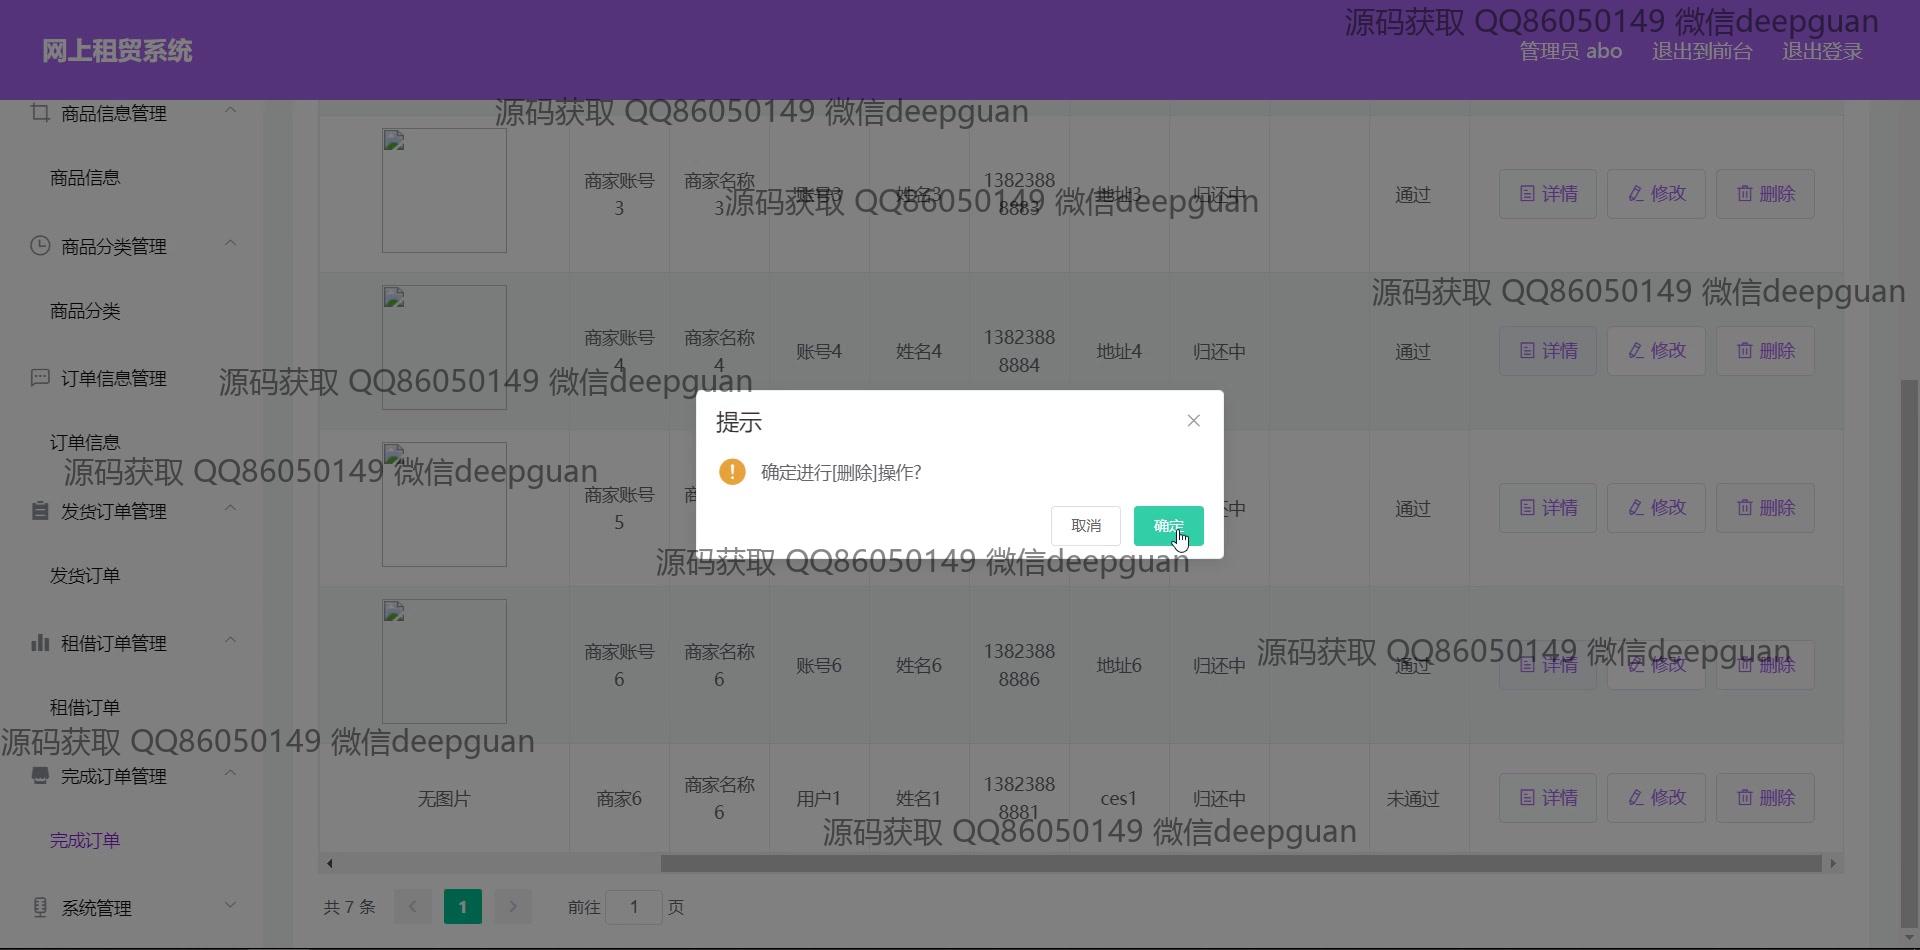 源码获取 QQ86050149 微信deepguan
网上租贸系统
管理员 abo 退出到前台 退出登录
源码获取 QQ86050149 微信deepguan
商品信息管理
商品信息
商品分类管理
商品分类
订单信息管理
订单信息
发货订单管理
发货订单
租借订单管理
租借订单
完成订单管理
完成订单
系统管理
商家账号
3
商家名称
3
账号3
姓名3
1382388
8883
地址3
归还中
通过
详情 修改 删除
源码获取 QQ86050149 微信deepguan
源码获取 QQ86050149 微信deepguan
商家账号
4
商家名称
4
账号4
姓名4
1382388
8884
地址4
归还中
通过
详情 修改 删除
源码获取 QQ86050149 微信deepguan
提示
确定进行[删除]操作?
取消 确定
源码获取 QQ86050149 微信deepguan
商家账号
5
通过
详情 修改 删除
源码获取 QQ86050149 微信deepguan
商家账号
6
商家名称
6
账号6
姓名6
1382388
8886
地址6
归还中
通过
详情 修改 删除
源码获取 QQ86050149 微信deepguan
源码获取 QQ86050149 微信deepguan
无图片
商家6
商家名称
6
用户1
姓名1
1382388
8881
ces1
归还中
未通过
详情 修改 删除
源码获取 QQ86050149 微信deepguan
共 7 条 1 前往 1 页